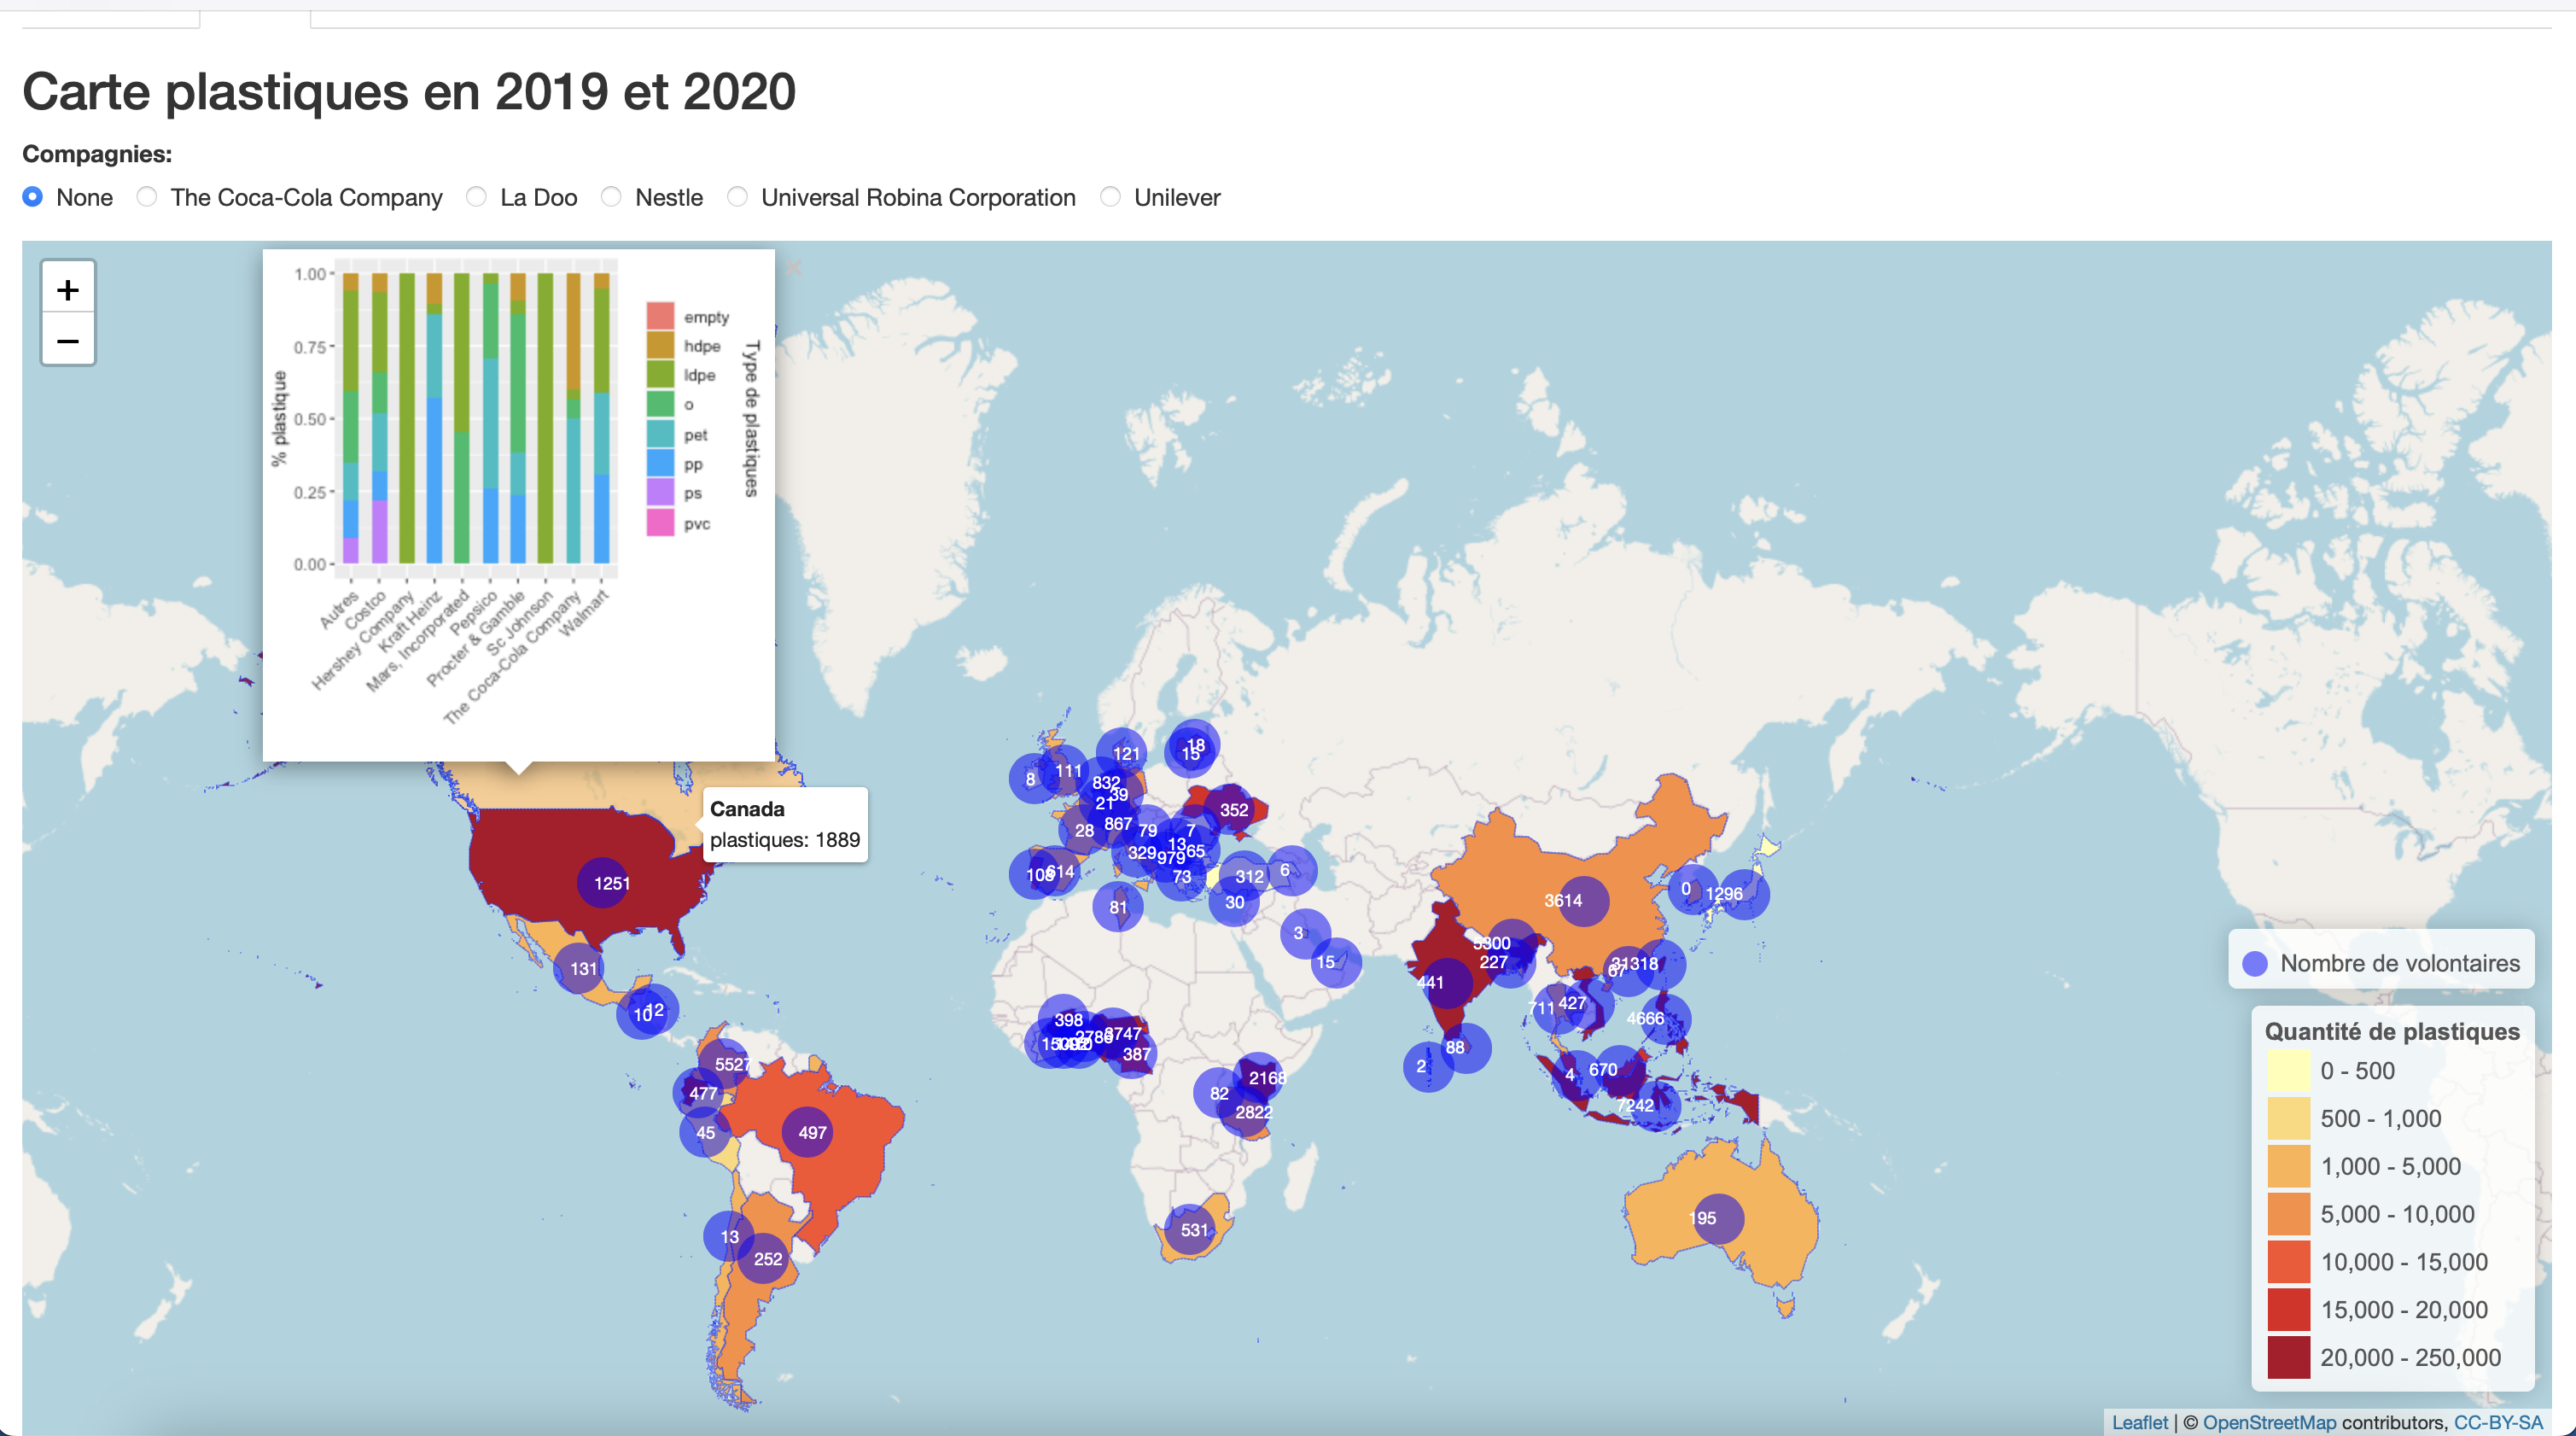 Carte plastiques en 2019 et 2020
Compagnies:
None The Coca-Cola Company La Doo Nestle Universal Robina Corporation Unilever
+
−
1.00
0.75
0.50
0.25
0.00
% plastique
Autres
Costco
Hershey Company
Kraft Heinz
Mars, Incorporated
Pepsico
Procter & Gamble
Sc Johnson
The Coca-Cola Company
Walmart
empty
hdpe
ldpe
o
pet
pp
ps
pvc
Type de plastiques
Canada
plastiques: 1889
1251
131
10
12
5527
477
45
497
13
252
8
111
121
18
15
832
39
21
867
28
79
7
352
13
65
329
979
73
614
81
312
6
30
3
15
398
3747
387
2168
82
2822
531
3614
0
1296
5300
227
441
31318
67
711
427
4666
88
2
4
670
7242
195
Nombre de volontaires
Quantité de plastiques
0 - 500
500 - 1,000
1,000 - 5,000
5,000 - 10,000
10,000 - 15,000
15,000 - 20,000
20,000 - 250,000
Leaflet | © OpenStreetMap contributors, CC-BY-SA